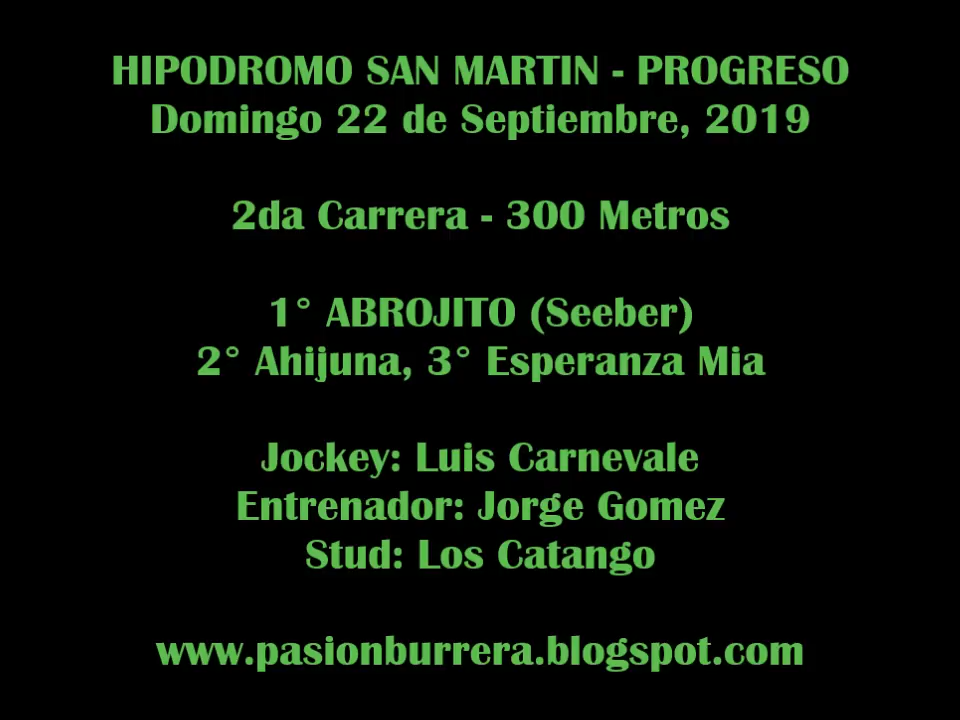 HIPODROMO SAN MARTIN - PROGRESO
Domingo 22 de Septiembre, 2019
2da Carrera - 300 Metros
1° ABROJITO (Seeber)
2° Ahijuna, 3° Esperanza Mia
Jockey: Luis Carnevale
Entrenador: Jorge Gomez
Stud: Los Catango
www.pasionburrera.blogspot.com